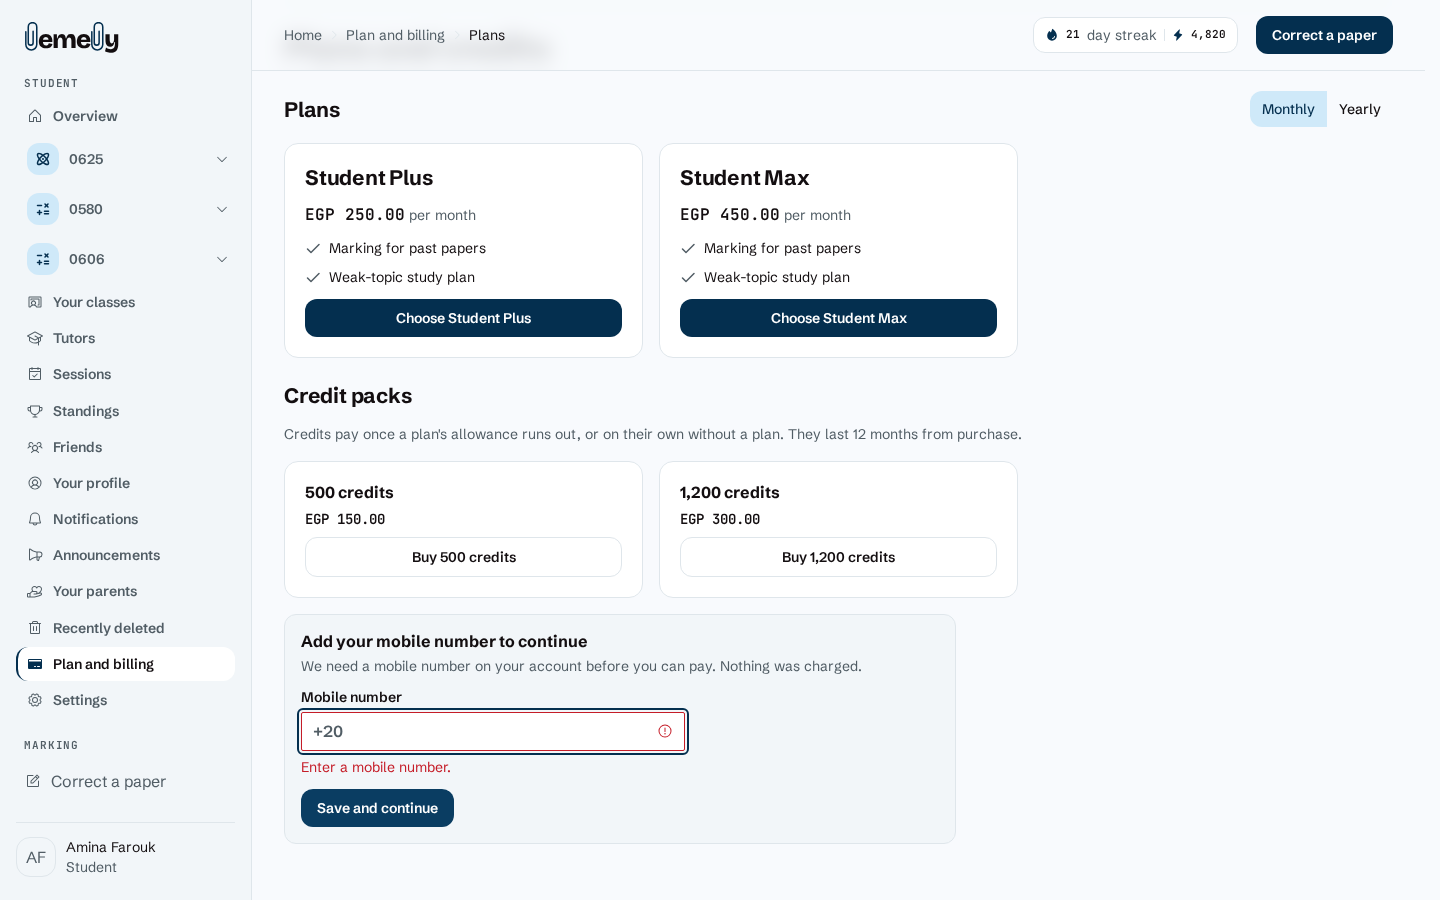 Jemelly
STUDENT
Overview
0625
0580
0606
Your classes
Tutors
Sessions
Standings
Friends
Your profile
Notifications
Announcements
Your parents
Recently deleted
Plan and billing
Settings
MARKING
Correct a paper
AF
Amina Farouk
Student
Home
Plan and billing
Plans
21 day streak
4,820
Correct a paper
Plans
Monthly
Yearly
Student Plus
EGP 250.00 per month
Marking for past papers
Weak-topic study plan
Choose Student Plus
Student Max
EGP 450.00 per month
Marking for past papers
Weak-topic study plan
Choose Student Max
Credit packs
Credits pay once a plan's allowance runs out, or on their own without a plan. They last 12 months from purchase.
500 credits
EGP 150.00
Buy 500 credits
1,200 credits
EGP 300.00
Buy 1,200 credits
Add your mobile number to continue
We need a mobile number on your account before you can pay. Nothing was charged.
Mobile number
+20
Enter a mobile number.
Save and continue